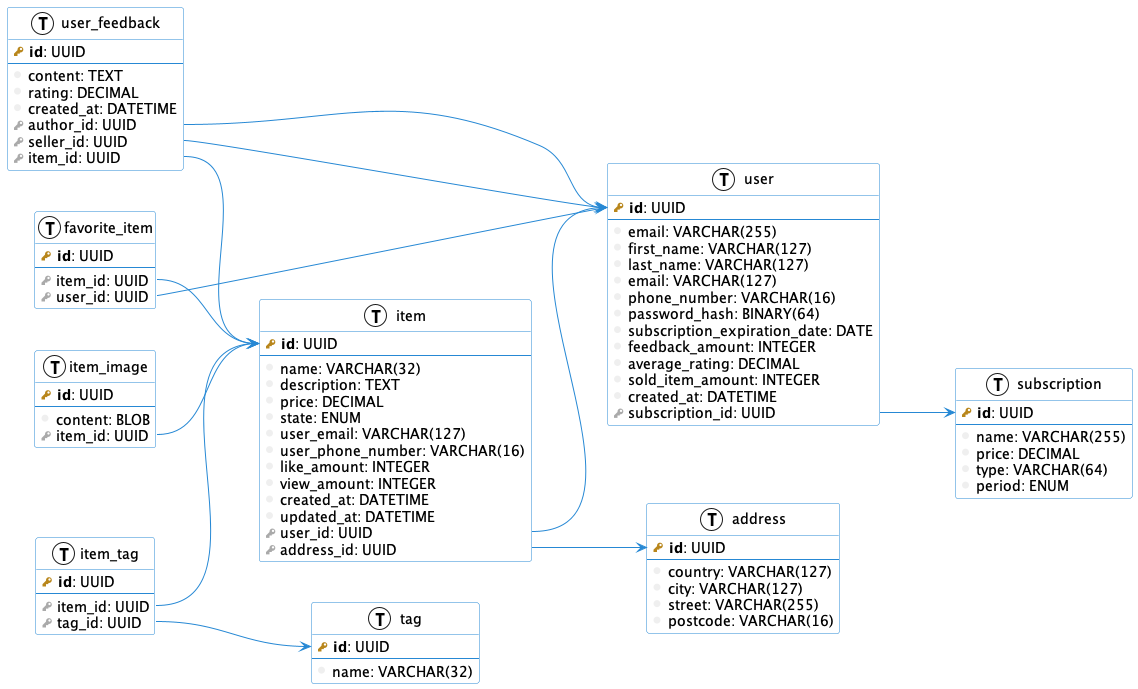 T user_feedback
id: UUID
content: TEXT
rating: DECIMAL
created_at: DATETIME
author_id: UUID
seller_id: UUID
item_id: UUID
T favorite_item
id: UUID
item_id: UUID
user_id: UUID
T item_image
id: UUID
content: BLOB
item_id: UUID
T item_tag
id: UUID
item_id: UUID
tag_id: UUID
T item
id: UUID
name: VARCHAR(32)
description: TEXT
price: DECIMAL
state: ENUM
user_email: VARCHAR(127)
user_phone_number: VARCHAR(16)
like_amount: INTEGER
view_amount: INTEGER
created_at: DATETIME
updated_at: DATETIME
user_id: UUID
address_id: UUID
T tag
id: UUID
name: VARCHAR(32)
T user
id: UUID
email: VARCHAR(255)
first_name: VARCHAR(127)
last_name: VARCHAR(127)
email: VARCHAR(127)
phone_number: VARCHAR(16)
password_hash: BINARY(64)
subscription_expiration_date: DATE
feedback_amount: INTEGER
average_rating: DECIMAL
sold_item_amount: INTEGER
created_at: DATETIME
subscription_id: UUID
T address
id: UUID
country: VARCHAR(127)
city: VARCHAR(127)
street: VARCHAR(255)
postcode: VARCHAR(16)
T subscription
id: UUID
name: VARCHAR(255)
price: DECIMAL
type: VARCHAR(64)
period: ENUM